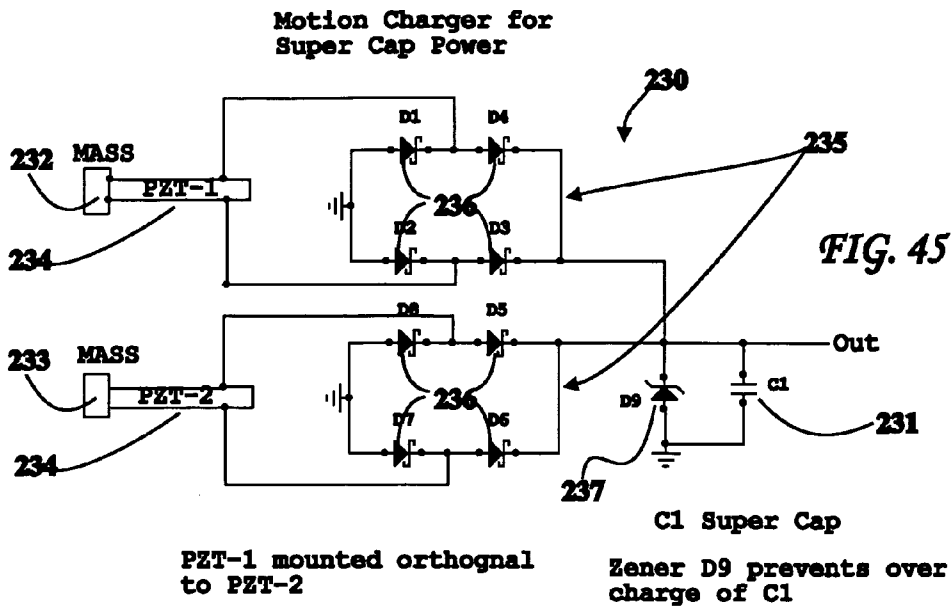 Motion Charger for
Super Cap Power
D1 D4
230
232 MASS
235
PZT-1
236
D2 D3
234
FIG. 45
D8 D5
233 MASS
Out
PZT-2
236
D9 C1
D7 D6
231
234
237
C1 Super Cap
PZT-1 mounted orthognal
to PZT-2
Zener D9 prevents over
charge of C1